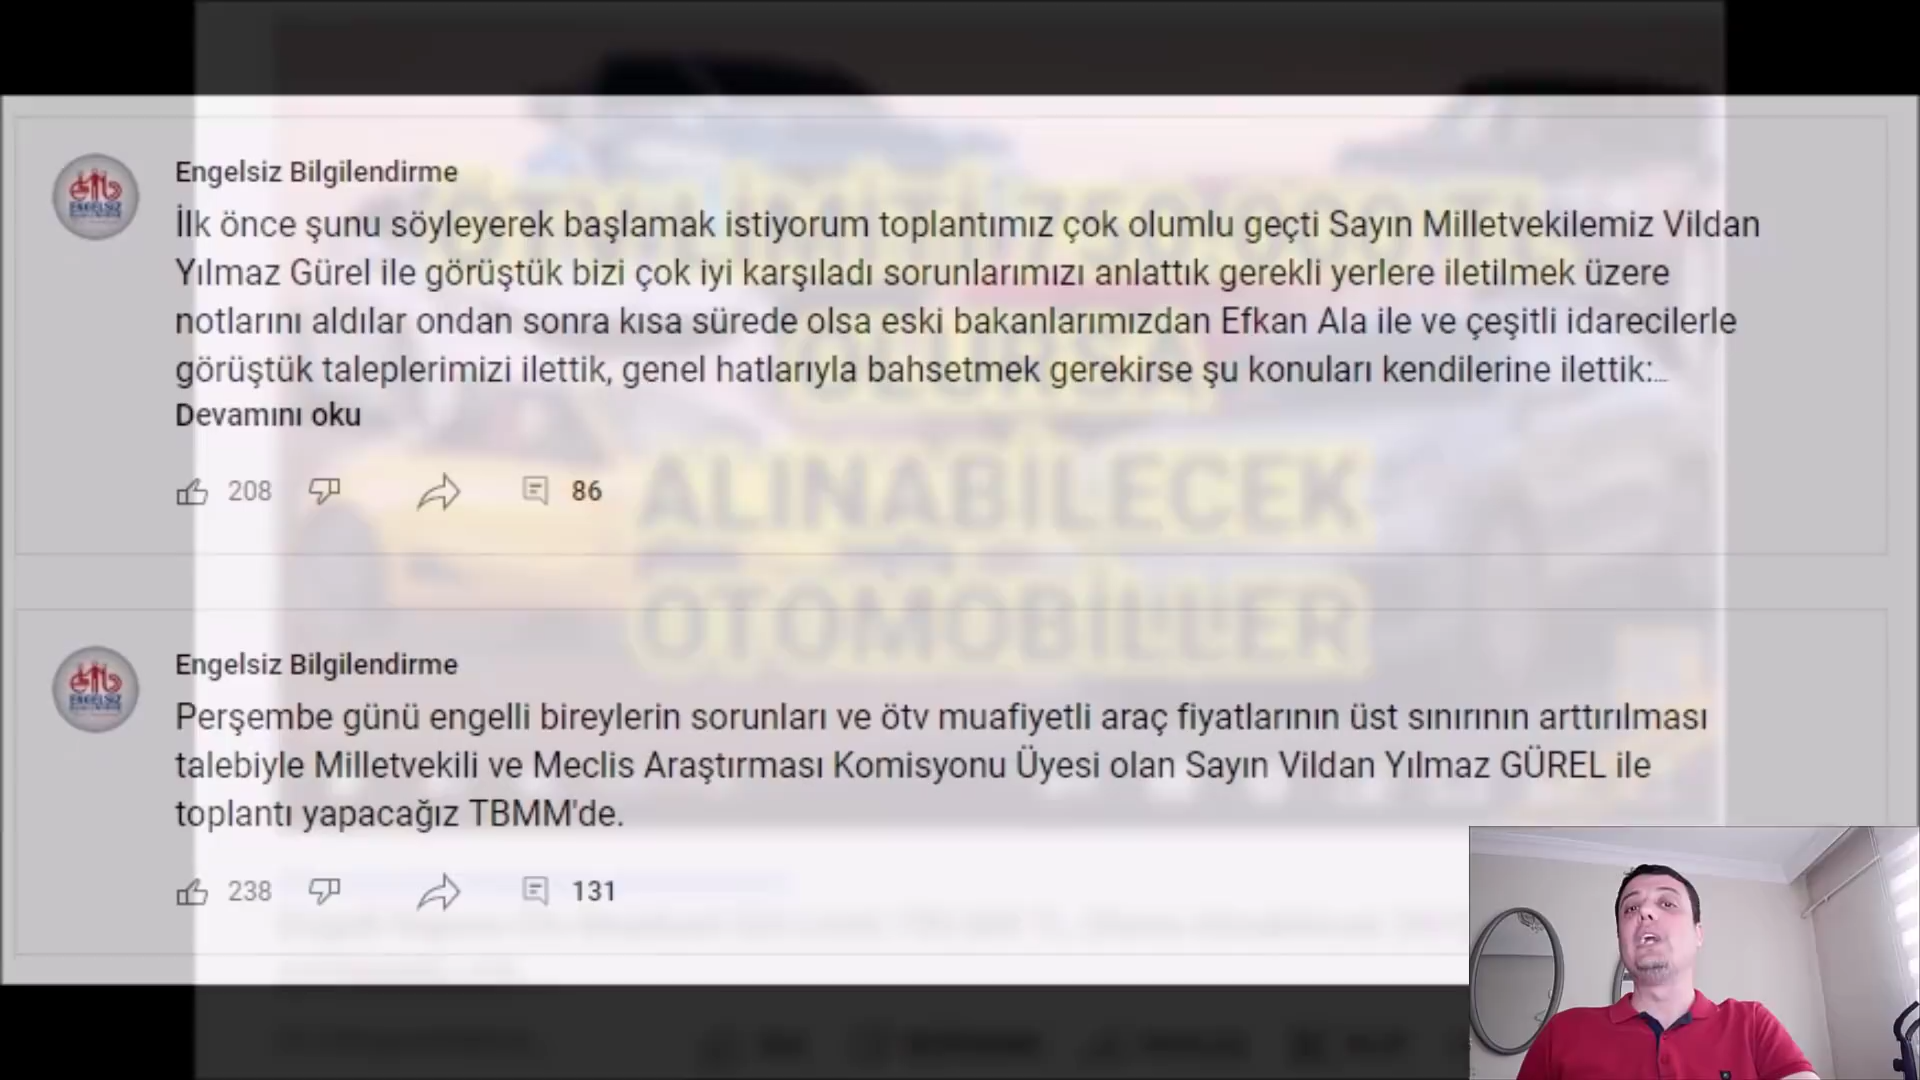 Engelsiz Bilgilendirme
İlk önce şunu söyleyerek başlamak istiyorum toplantımız çok olumlu geçti Sayın Milletvekilemiz Vildan
Yılmaz Gürel ile görüştük bizi çok iyi karşıladı sorunlarımızı anlattık gerekli yerlere iletilmek üzere
notlarını aldılar ondan sonra kısa sürede olsa eski bakanlarımızdan Efkan Ala ile ve çeşitli idarecilerle
görüştük taleplerimizi ilettik, genel hatlarıyla bahsetmek gerekirse şu konuları kendilerine ilettik:...
Devamını oku
208 86
ALINABİLECEK
OTOMOBİLLER
Engelsiz Bilgilendirme
Perşembe günü engelli bireylerin sorunları ve ötv muafiyetli araç fiyatlarının üst sınırının arttırılması
talebiyle Milletvekili ve Meclis Araştırması Komisyonu Üyesi olan Sayın Vildan Yılmaz GÜREL ile
toplantı yapacağız TBMM'de.
238 131